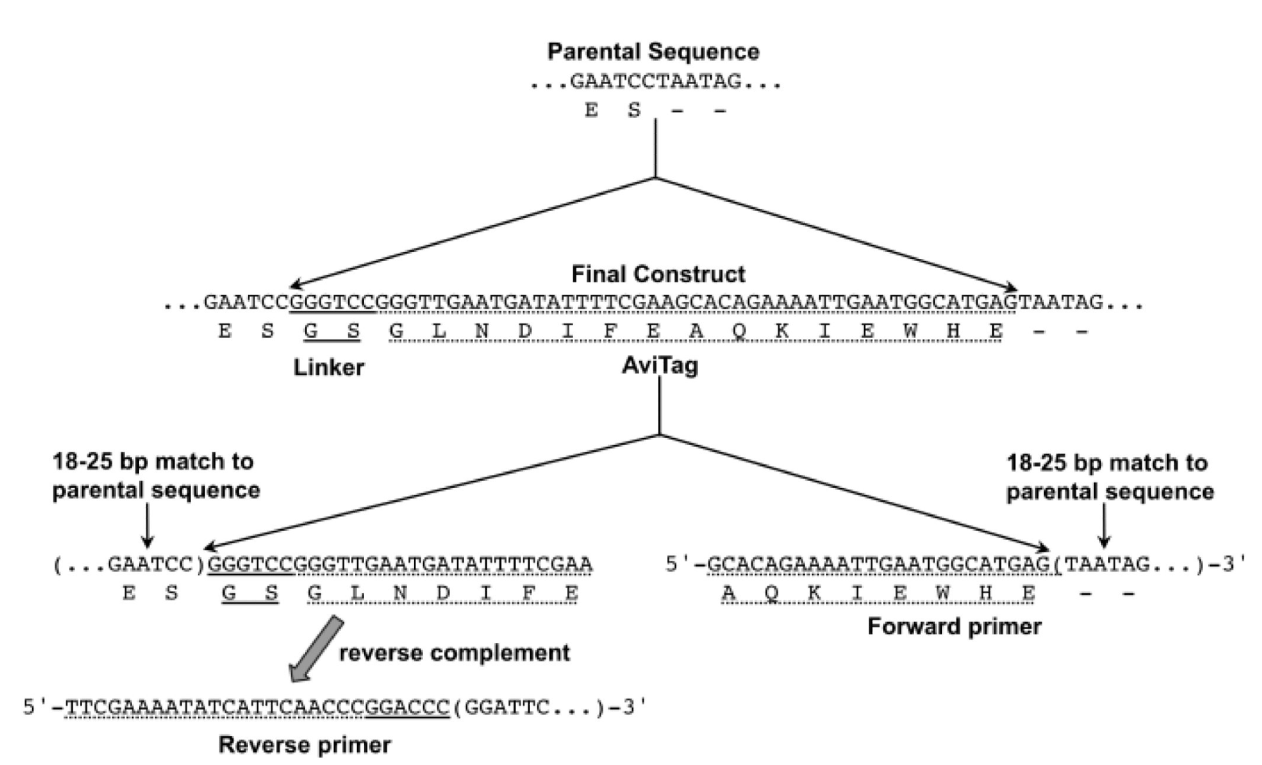 Parental Sequence
...GAATCCTAATAG...
E S - -
Final Construct
...GAATCCGGGTCCGGGTTGAATGATATTTTCGAAGCACAGAAAATTGAATGGCATGAGTAATAG...
E S G S G L N D I F E A Q K I E W H E - -
Linker
AviTag
18-25 bp match to
parental sequence
18-25 bp match to
parental sequence
(...GAATCC)GGGTCCGGGTTGAATGATATTTTCGAA
E S G S G L N D I F E
5'-GCACAGAAAATTGAATGGCATGAG(TAATAG...)-3'
A Q K I E W H E - -
Forward primer
reverse complement
5'-TTCGAAAATATCATTCAACCCGGACCC(GGATTC...)-3'
Reverse primer